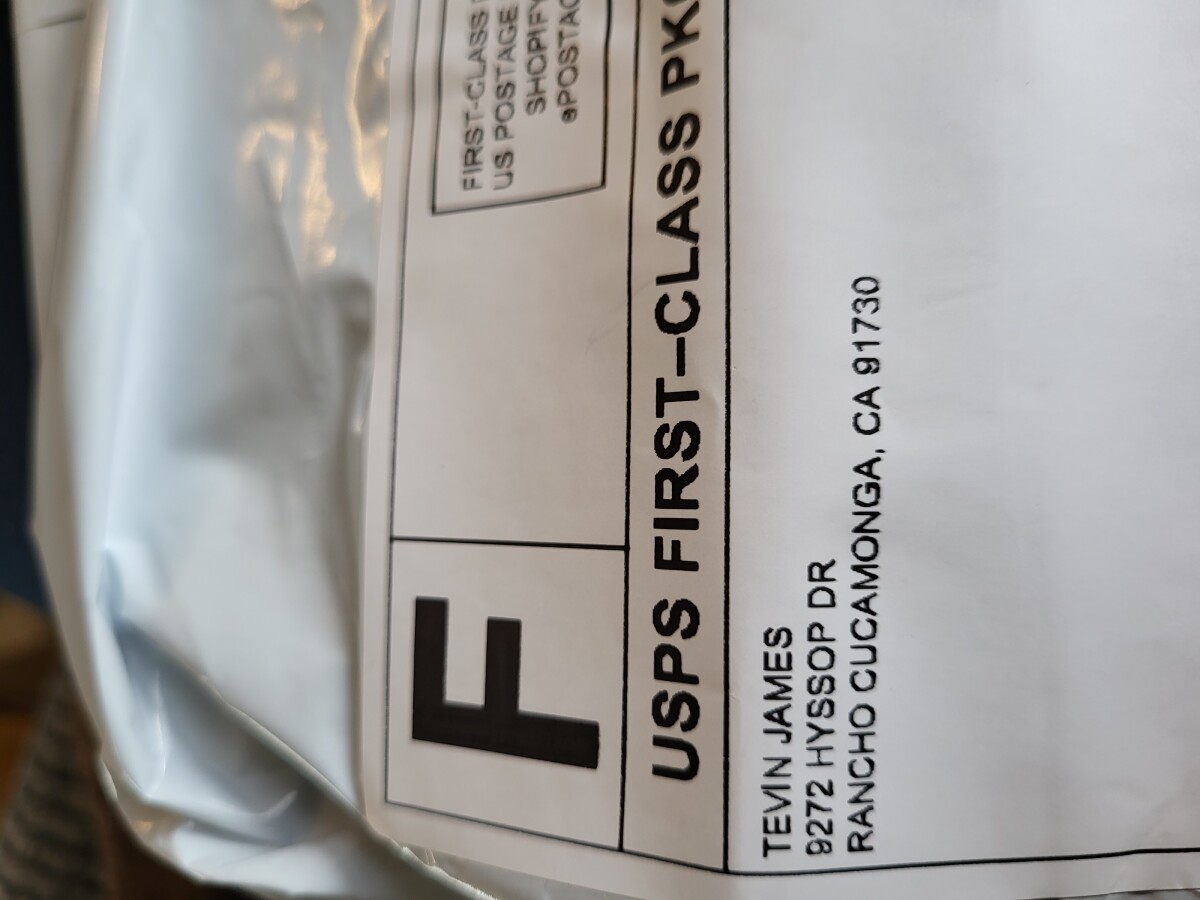 FIRST-CLASS
US POSTAGE
SHOPIFY
F
USPS FIRST-CLASS
TEVIN JAMES
9272 HYSSOP DR
RANCHO CUCAMONGA, CA 91730